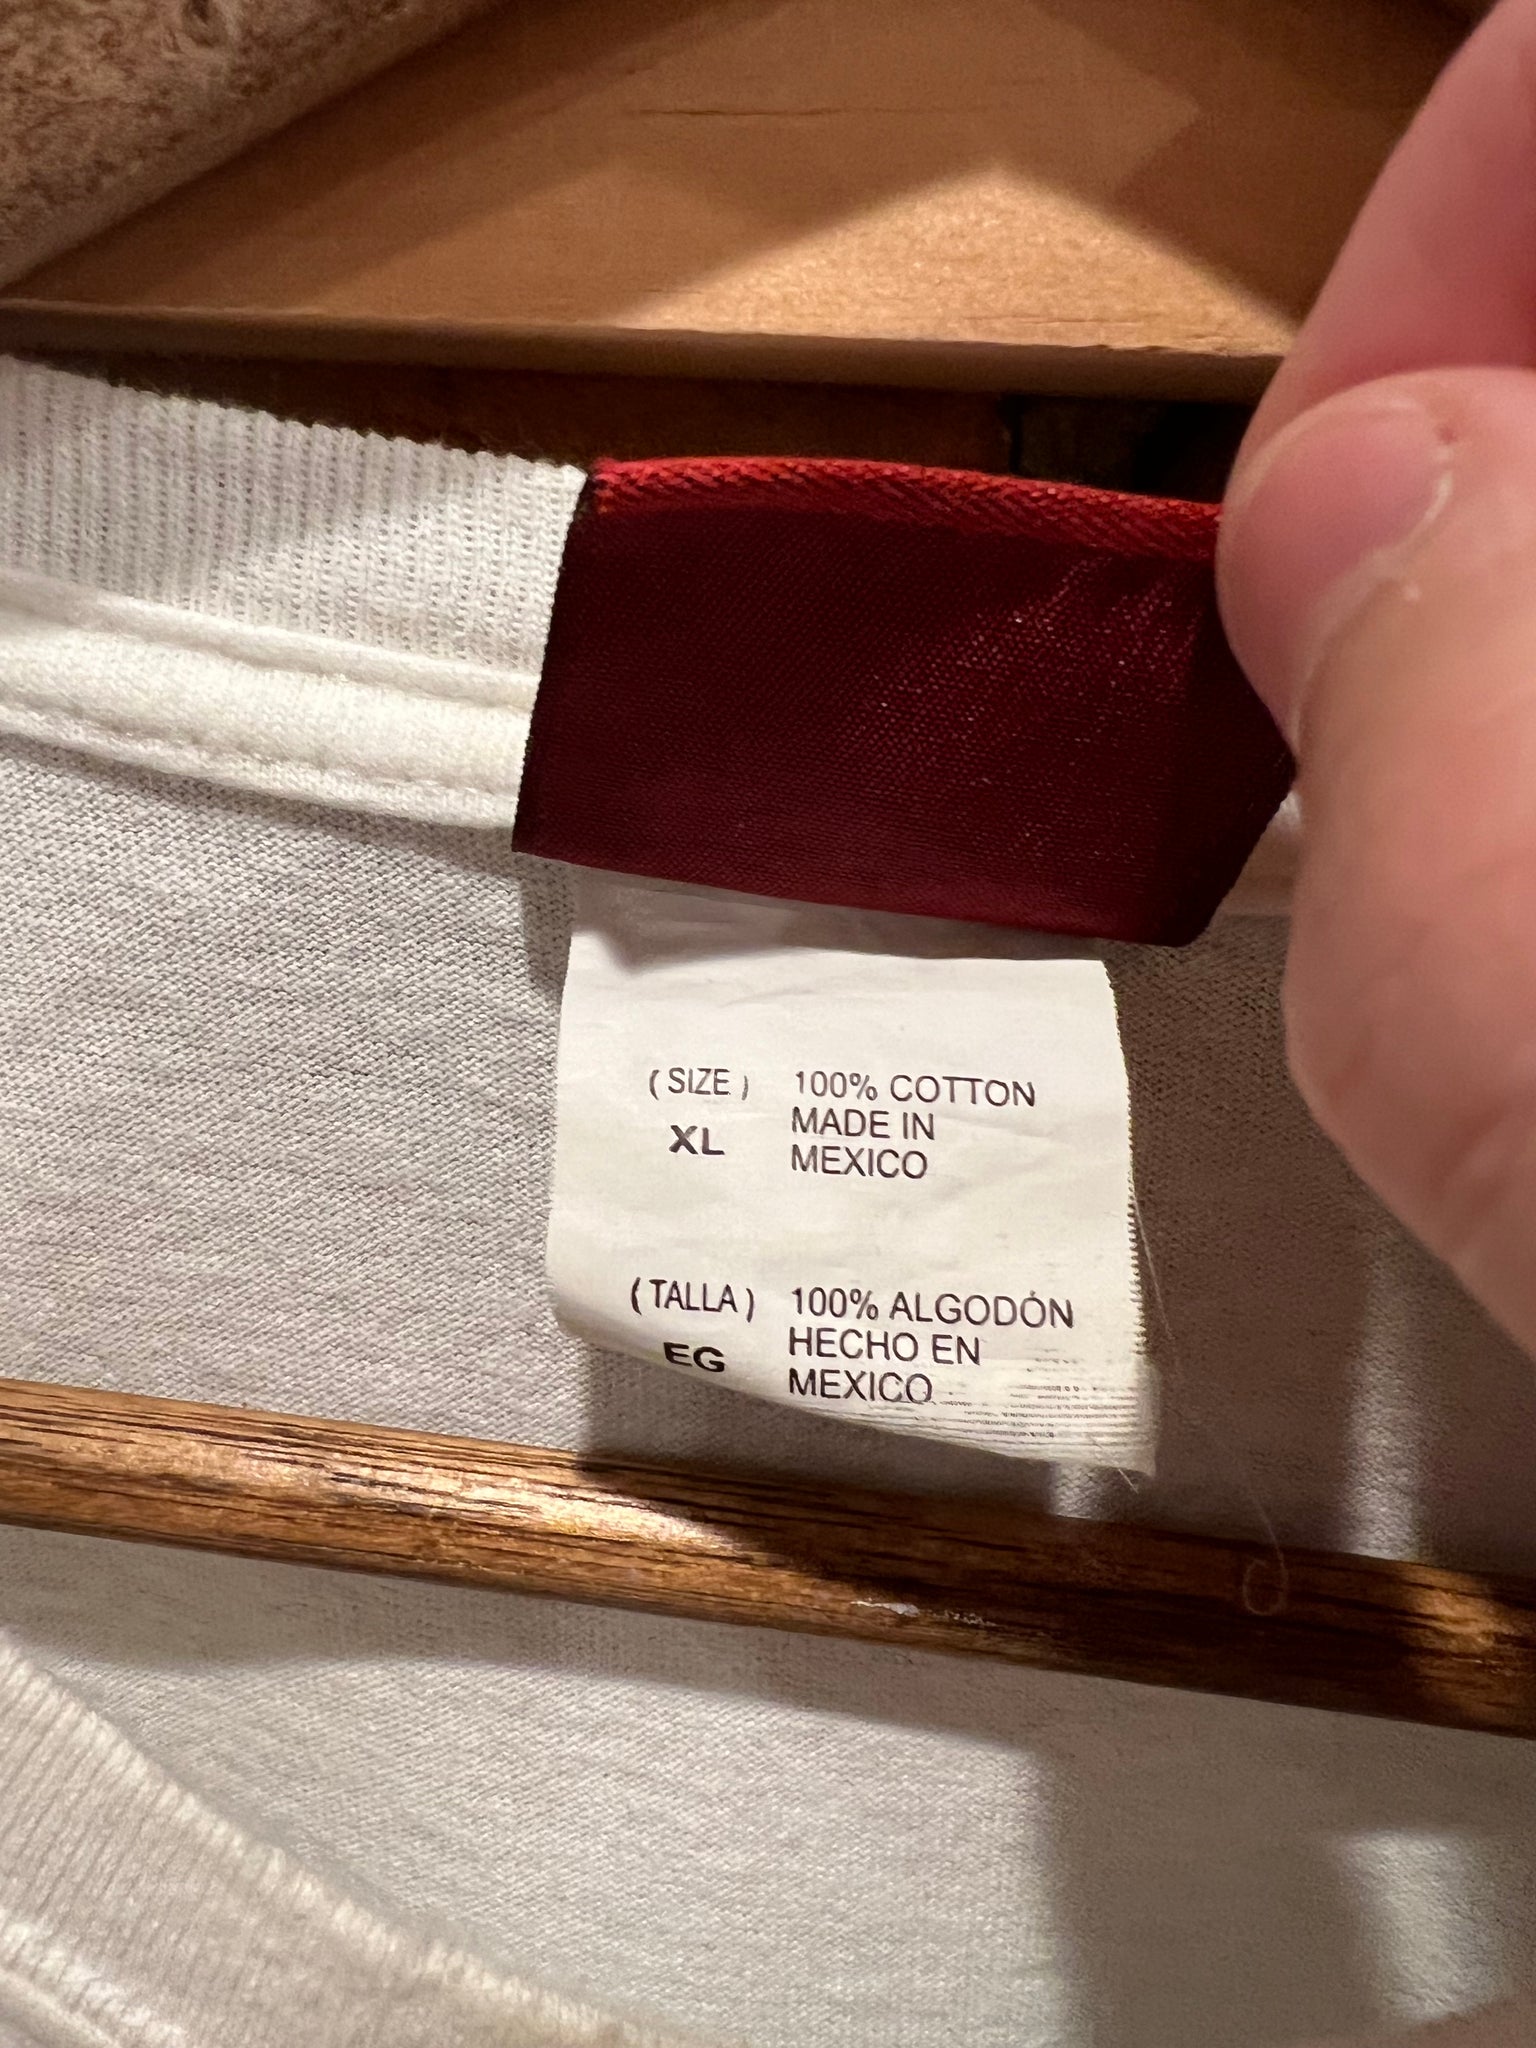 (SIZE) 100% COTTON
XL MADE IN
MEXICO
(TALLA) 100% ALGODÓN
EG HECHO EN
MEXICO